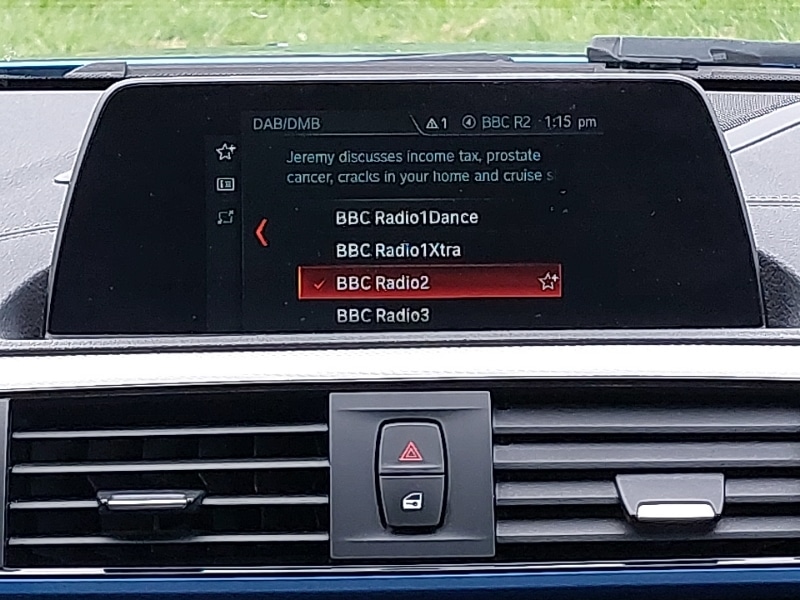 DAB/DMB 1 BBC R2 1:15 pm
Jeremy discusses income tax, prostate
cancer, cracks in your home and cruise s
BBC Radio1Dance
BBC Radio1Xtra
BBC Radio2
BBC Radio3